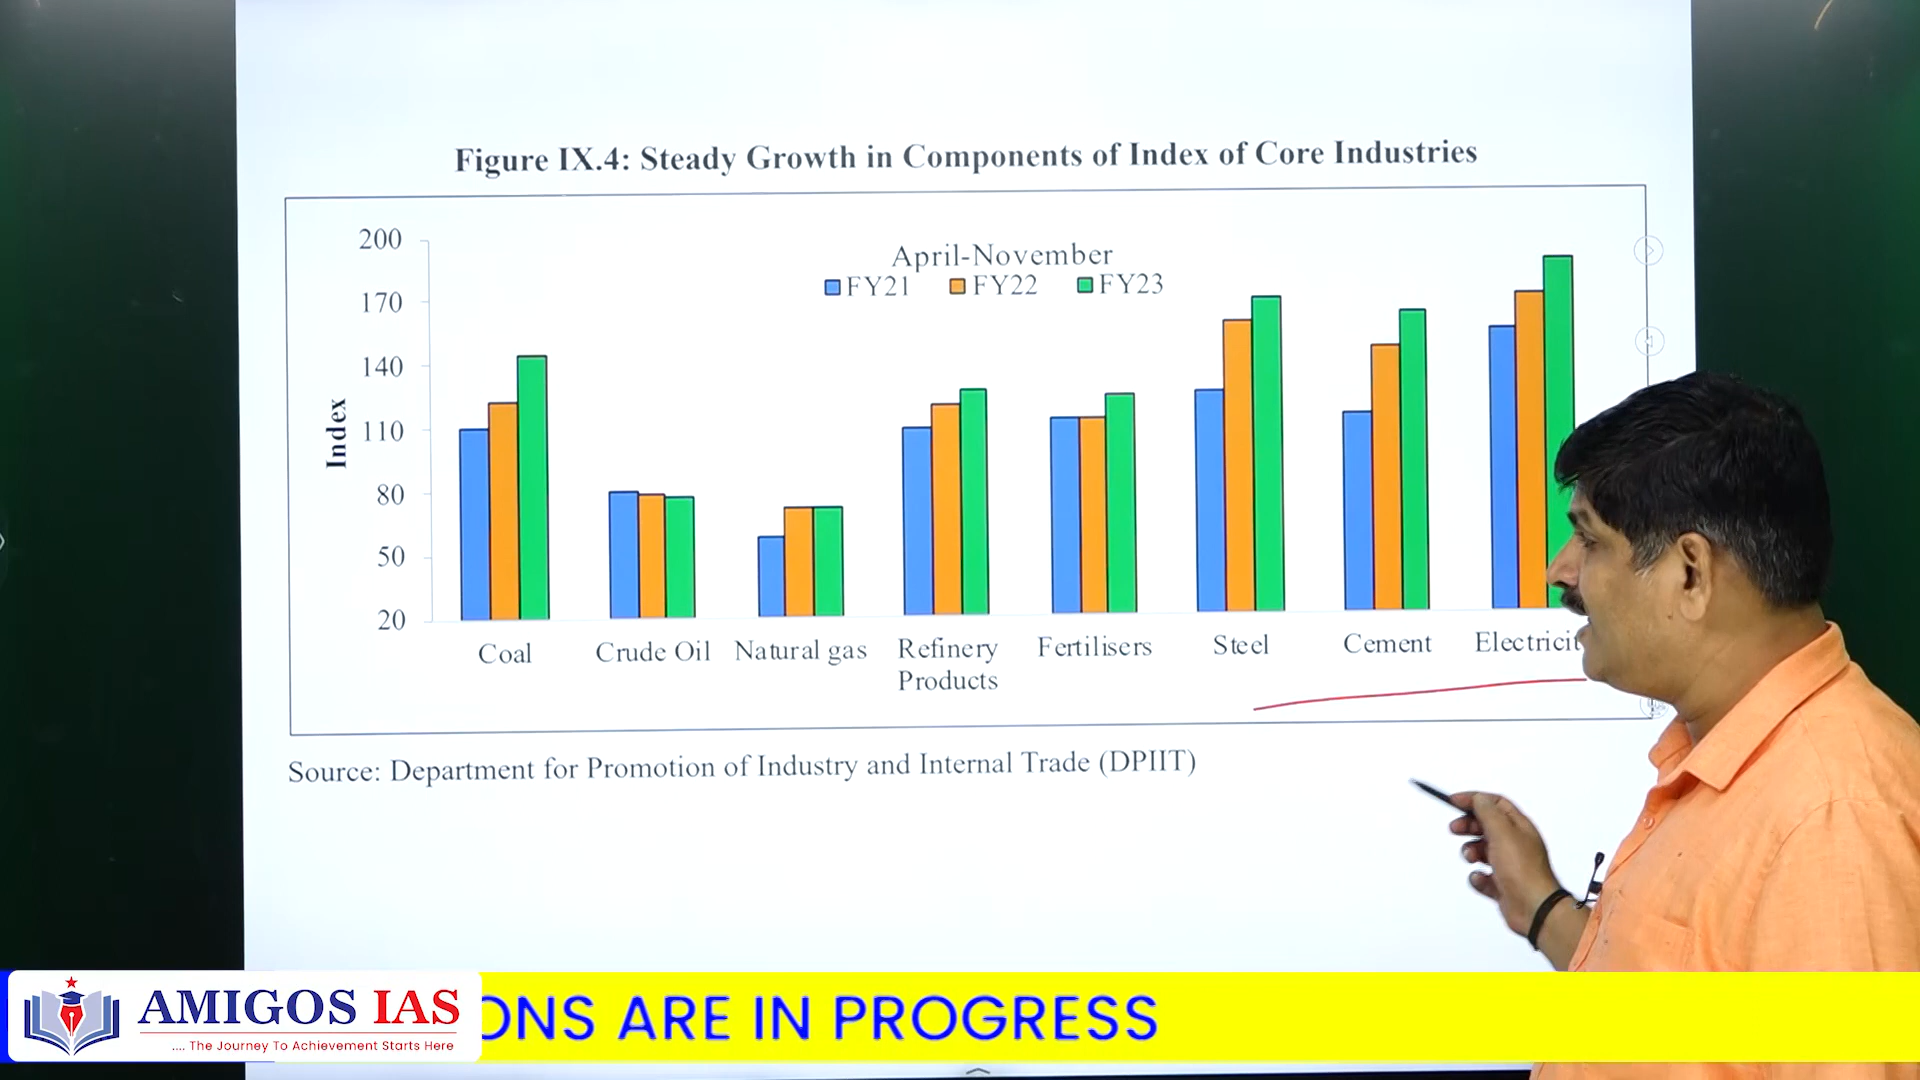 Figure IX.4: Steady Growth in Components of Index of Core Industries
April-November
FY21 FY22 FY23
200
170
140
110
80
50
20
Index
Coal Crude Oil Natural gas Refinery Products Fertilisers Steel Cement Electricit
Source: Department for Promotion of Industry and Internal Trade (DPIIT)
AMIGOS IAS
.... The Journey To Achievement Starts Here
ONS ARE IN PROGRESS